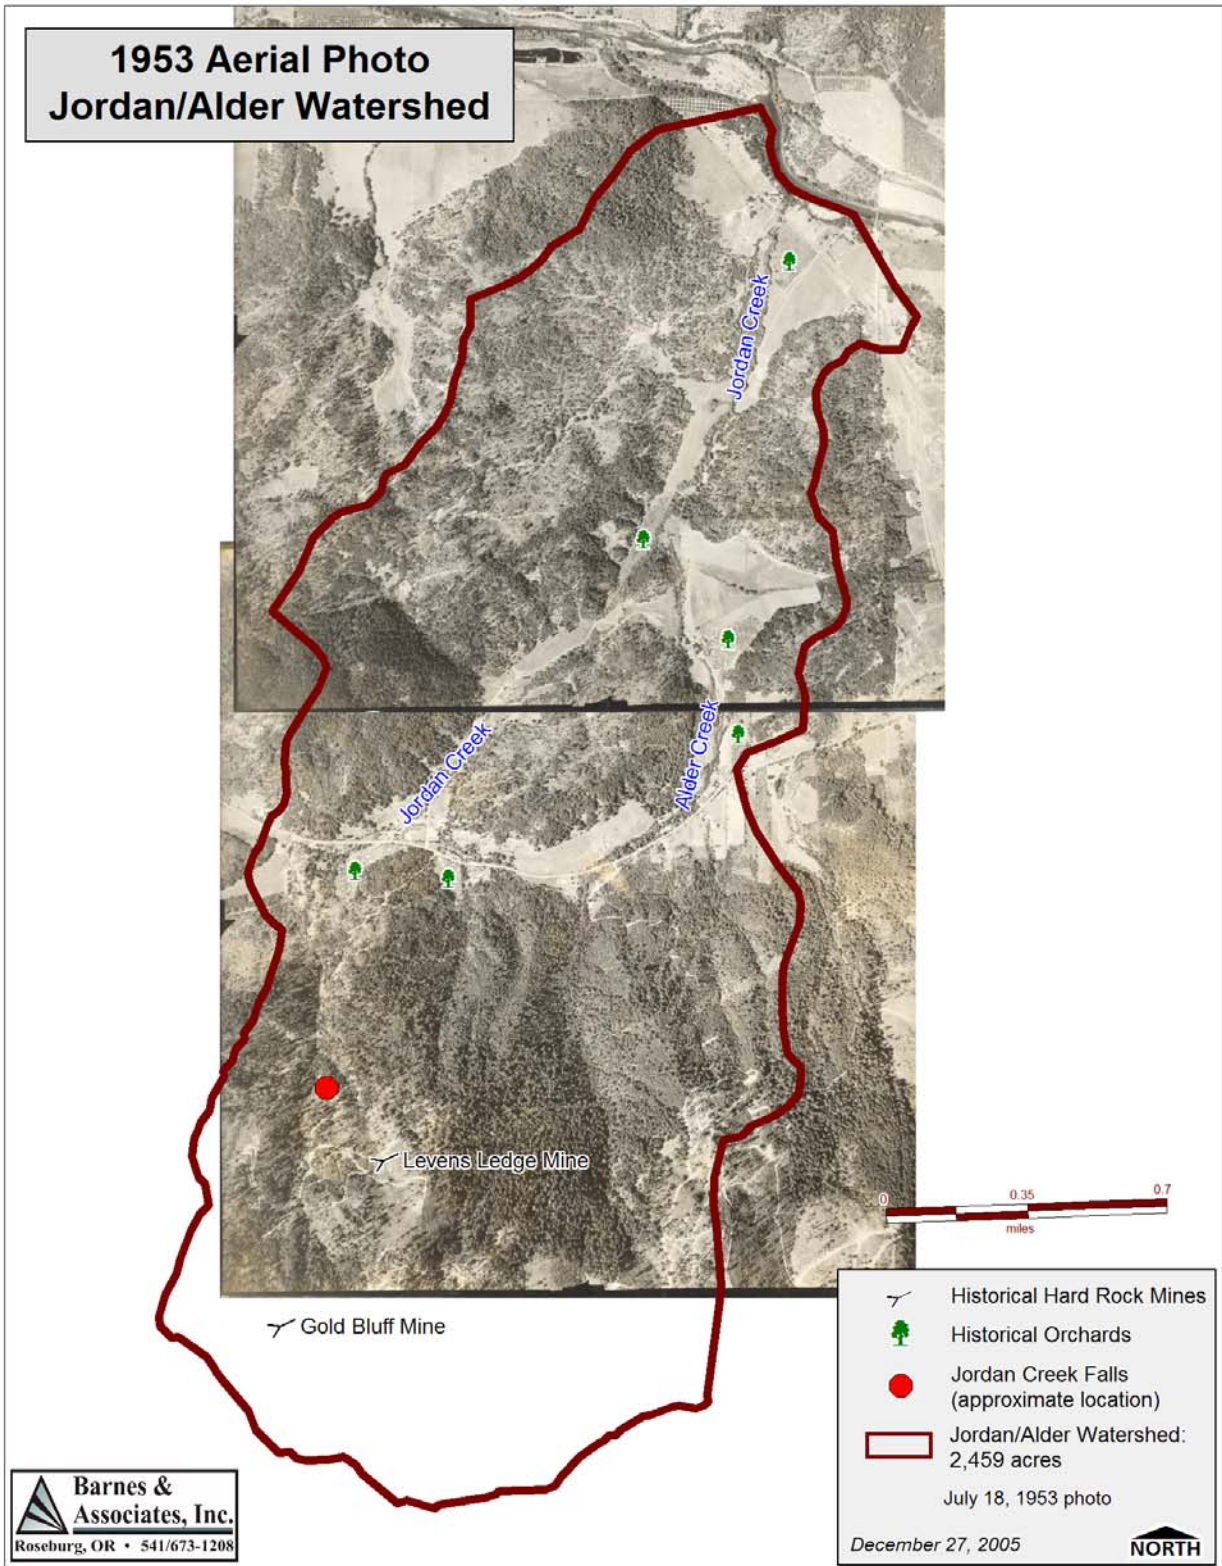 1953 Aerial Photo
Jordan/Alder Watershed
Jordan Creek
Jordan Creek
Alder Creek
Levens Ledge Mine
Gold Bluff Mine
0 0.35 0.7
miles
Historical Hard Rock Mines
Historical Orchards
Jordan Creek Falls
(approximate location)
Jordan/Alder Watershed:
2,459 acres
July 18, 1953 photo
December 27, 2005
NORTH
Barnes &
Associates, Inc.
Roseburg, OR • 541/673-1208